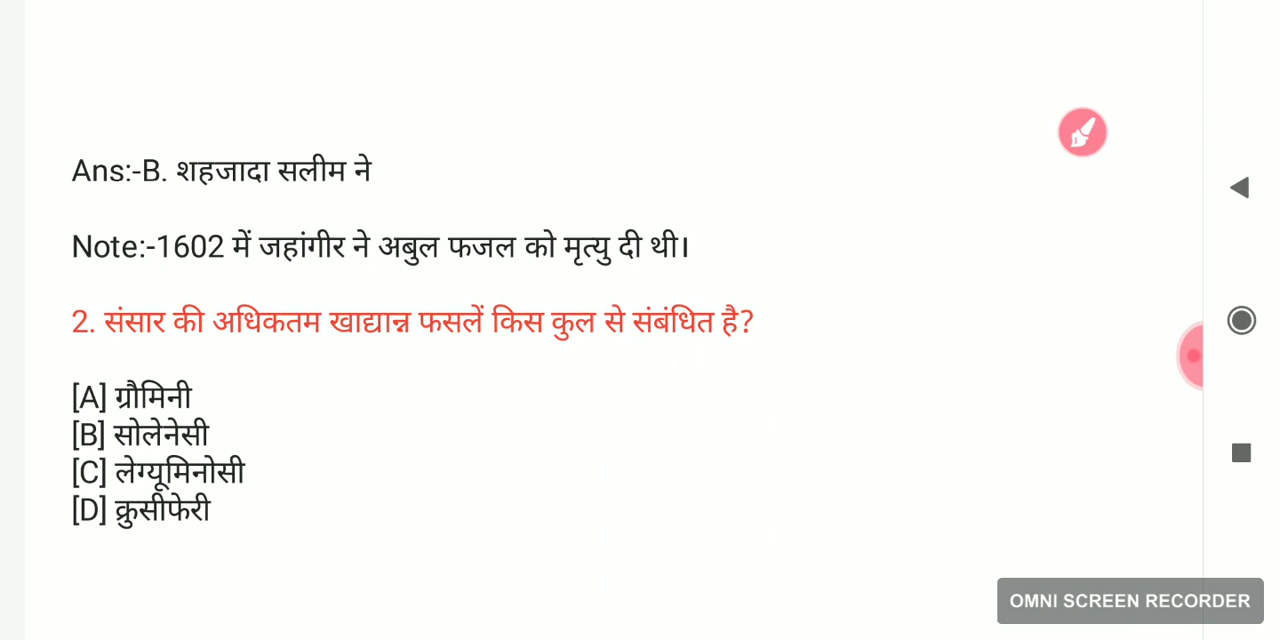 Ans:-B. शहजादा सलीम ने
Note:-1602 में जहांगीर ने अबुल फजल को मृत्यु दी थी।
2. संसार की अधिकतम खाद्यान्न फसलें किस कुल से संबंधित है?
[A] ग्रौमिनी
[B] सोलेनेसी
[C] लेग्यूमिनोसी
[D] क्रुसीफेरी
OMNI SCREEN RECORDER